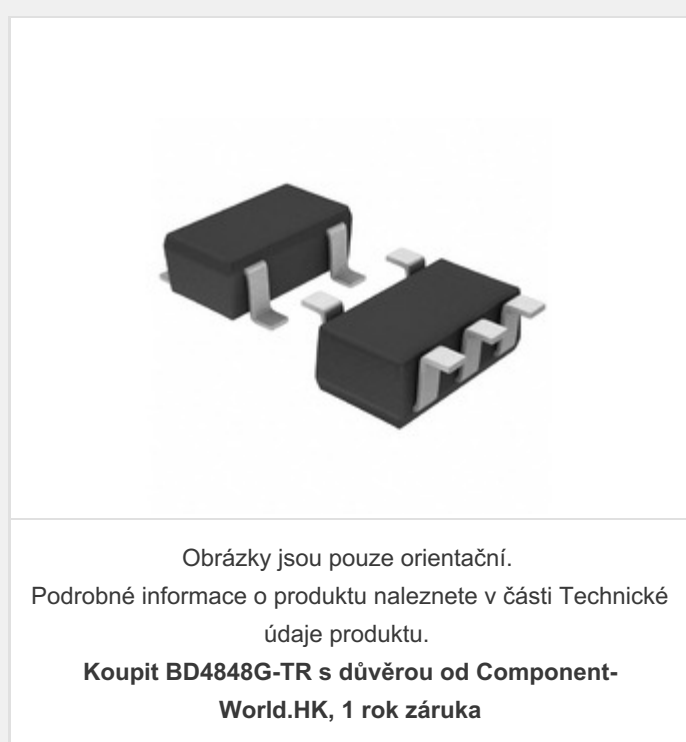 Obrázky jsou pouze orientační.
Podrobné informace o produktu naleznete v části Technické
údaje produktu.
Koupit BD4848G-TR s důvěrou od Component-
World.HK, 1 rok záruka